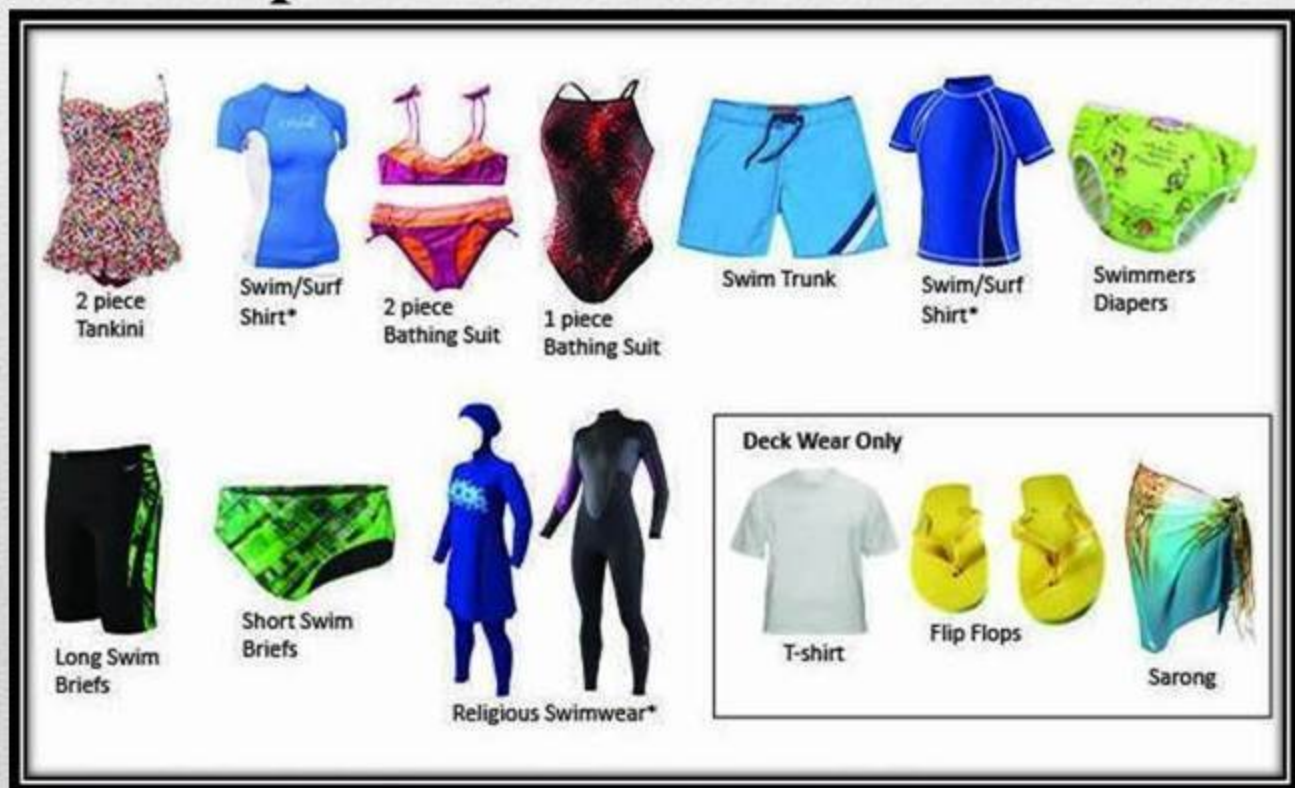 2 piece
Tankini
Swim/Surf
Shirt*
2 piece
Bathing Suit
1 piece
Bathing Suit
Swim Trunk
Swim/Surf
Shirt*
Swimmers
Diapers
Long Swim
Briefs
Short Swim
Briefs
Religious Swimwear*
Deck Wear Only
T-shirt
Flip Flops
Sarong